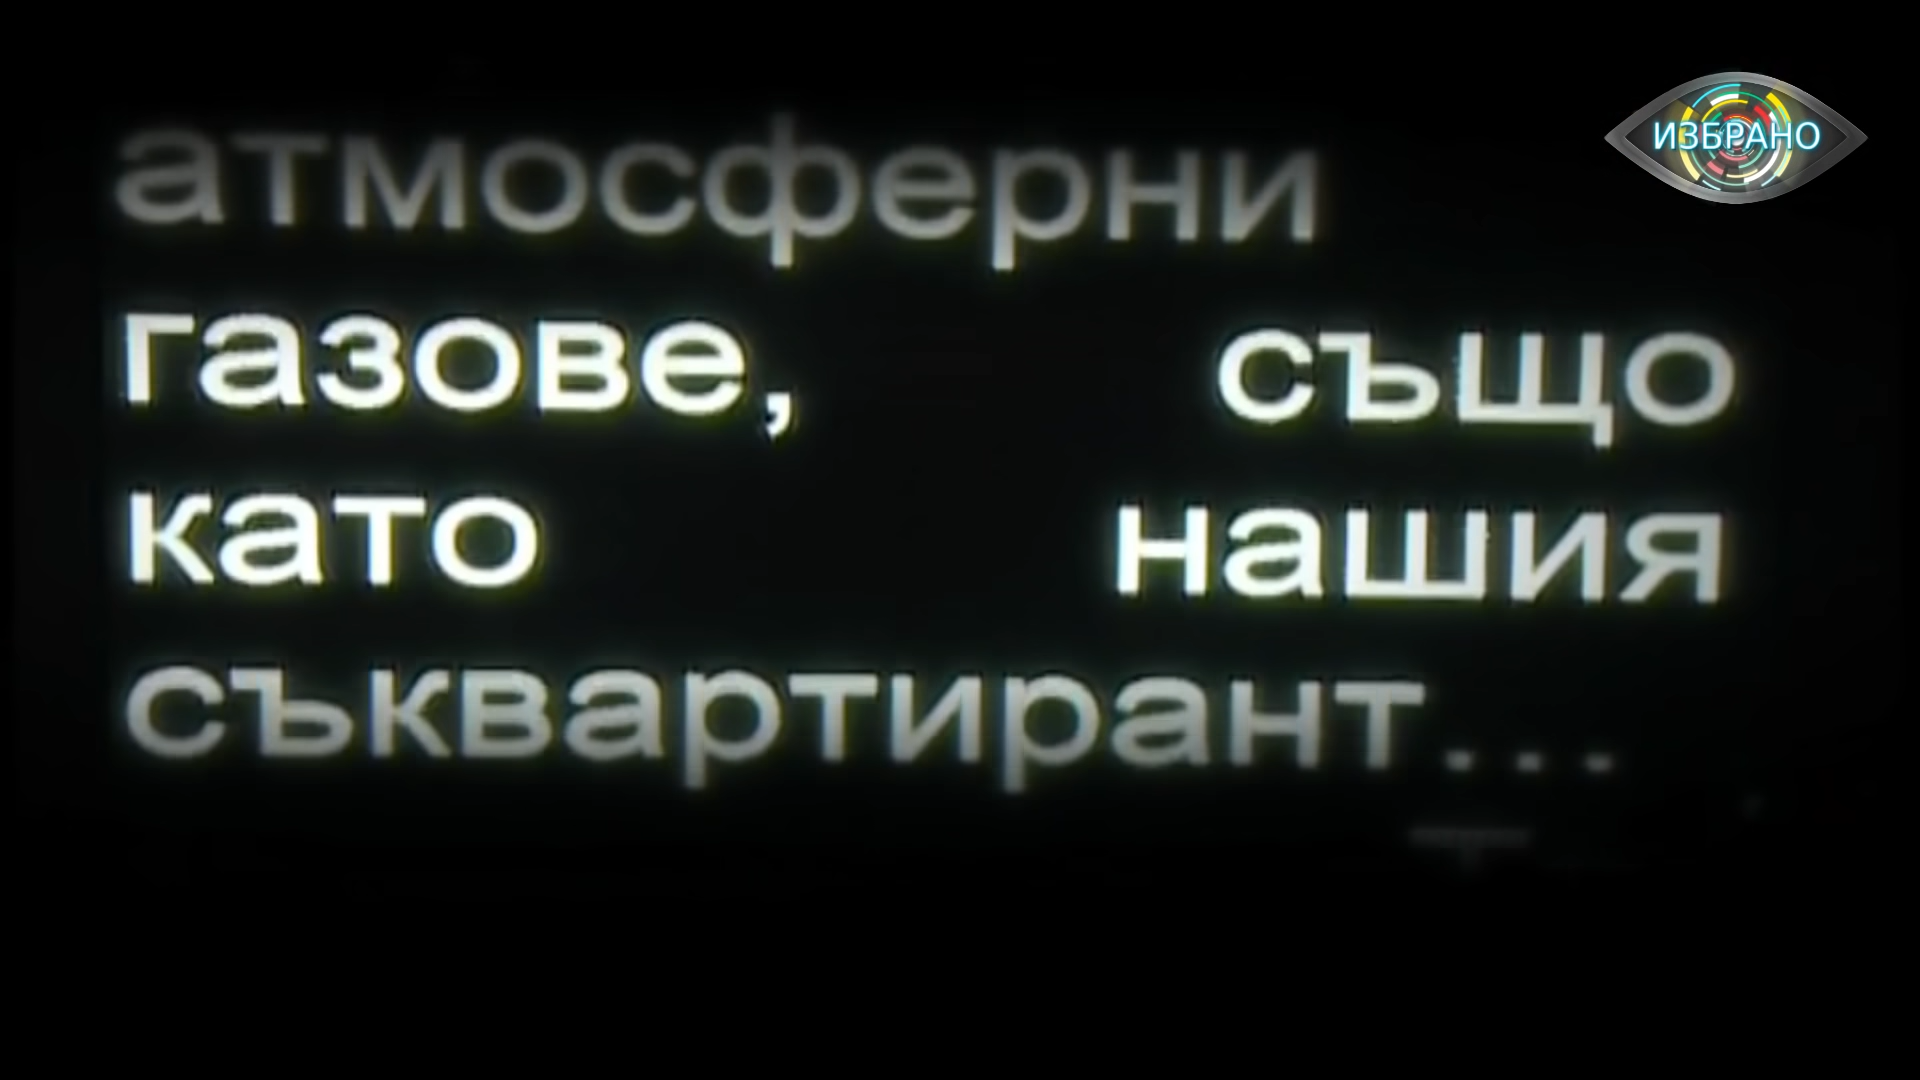 ИЗБРАНО
атмосферни
газове, също
като нашия
съквартирант...